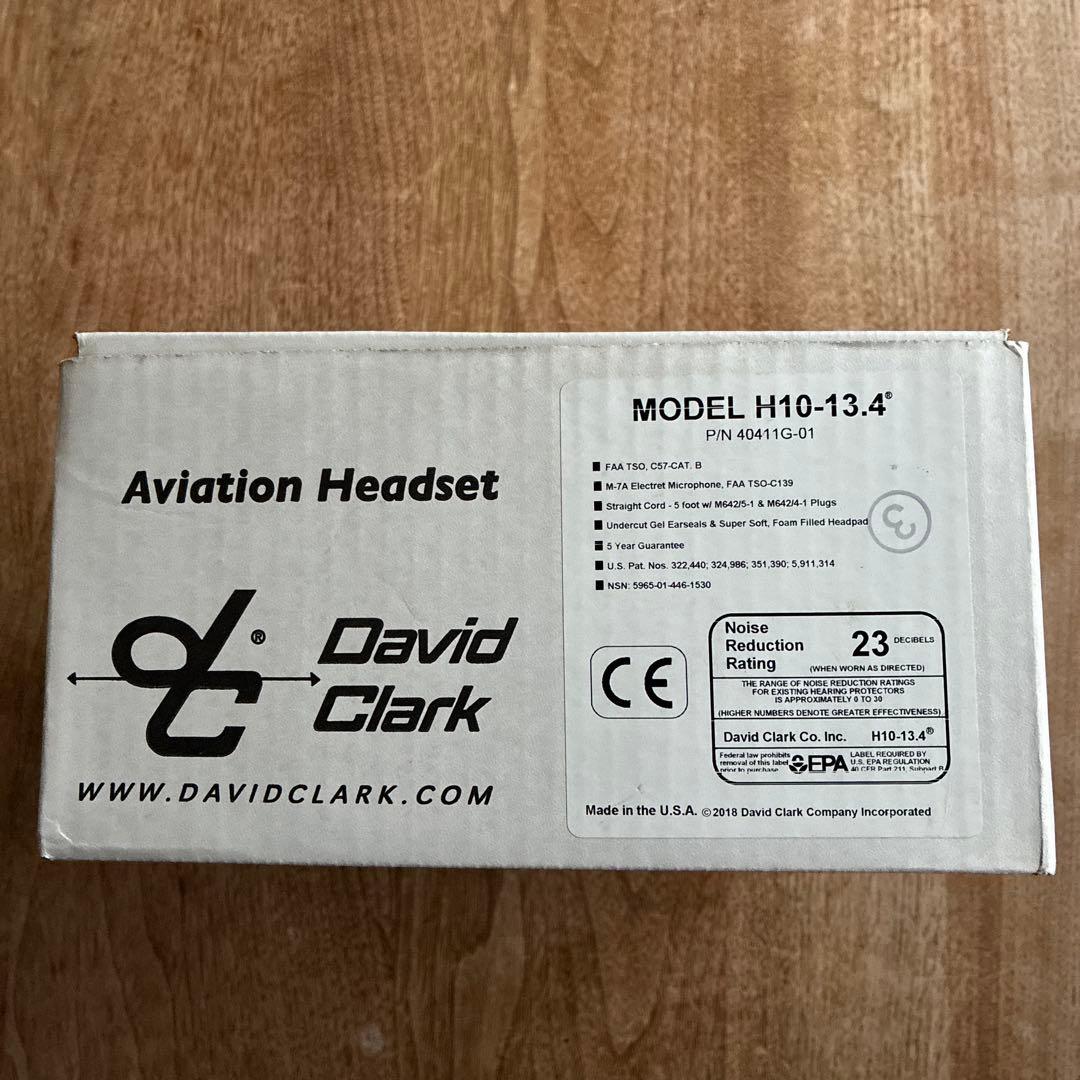 Aviation Headset
®
David
Clark
WWW.DAVIDCLARK.COM
MODEL H10-13.4®
P/N 40411G-01
FAA TSO, C57-CAT. B
M-7A Electret Microphone, FAA TSO-C139
Straight Cord - 5 foot w/ M642/5-1 & M642/4-1 Plugs
Undercut Gel Earseals & Super Soft, Foam Filled Headpad
5 Year Guarantee
U.S. Pat. Nos. 322,440; 324,986; 351,390; 5,911,314
NSN: 5965-01-446-1530
CE
Noise
Reduction
Rating
23 DECIBELS
(WHEN WORN AS DIRECTED)
THE RANGE OF NOISE REDUCTION RATINGS
FOR EXISTING HEARING PROTECTORS
IS APPROXIMATELY 0 TO 30
(HIGHER NUMBERS DENOTE GREATER EFFECTIVENESS)
David Clark Co. Inc. H10-13.4®
Federal law prohibits
removal of this label
prior to purchase
EPA
LABEL REQUIRED BY
U.S. EPA REGULATION
40 CFR Part 211, Subpart B
Made in the U.S.A. ©2018 David Clark Company Incorporated